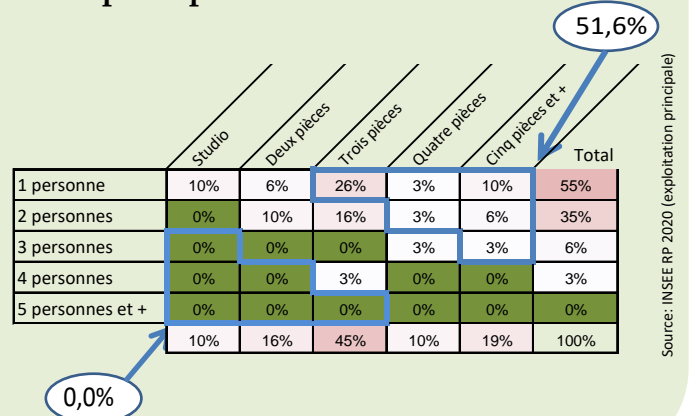 51,6%
Studio
Deux pièces
Trois pièces
Quatre pièces
Cinq pièces et +
Total
1 personne 10% 6% 26% 3% 10% 55%
2 personnes 0% 10% 16% 3% 6% 35%
3 personnes 0% 0% 0% 3% 3% 6%
4 personnes 0% 0% 3% 0% 0% 3%
5 personnes et + 0% 0% 0% 0% 0% 0%
10% 16% 45% 10% 19% 100%
0,0%
Source: INSEE RP 2020 (exploitation principale)